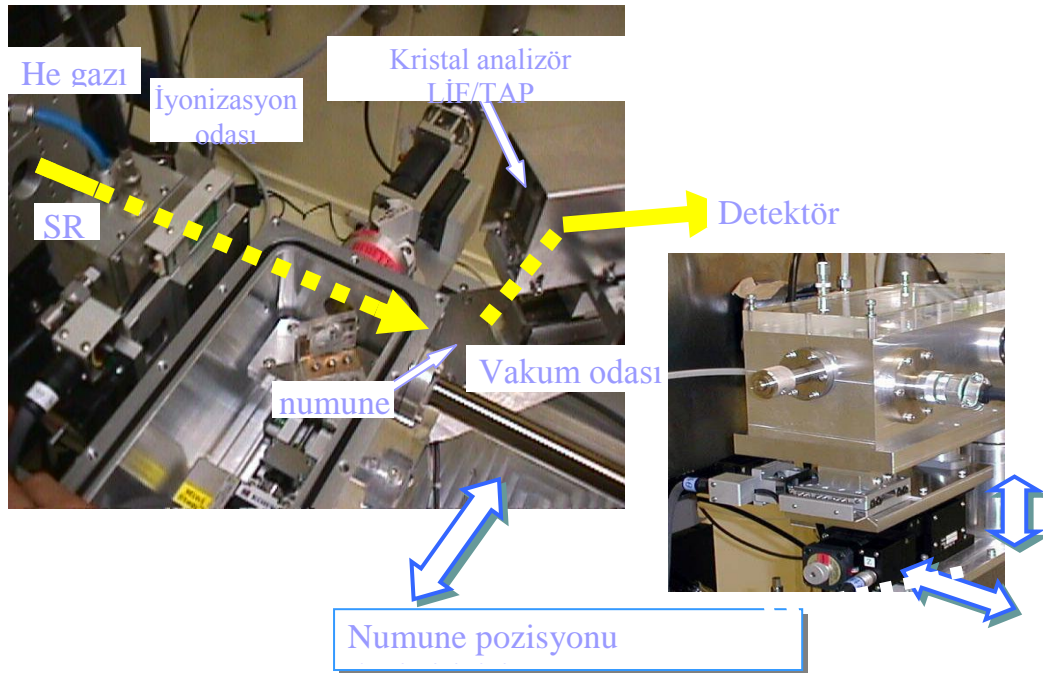 He gazı
İyonizasyon
odası
Kristal analizör
LİF/TAP
SR
Detektör
Vakum odası
numune
Numune pozisyonu